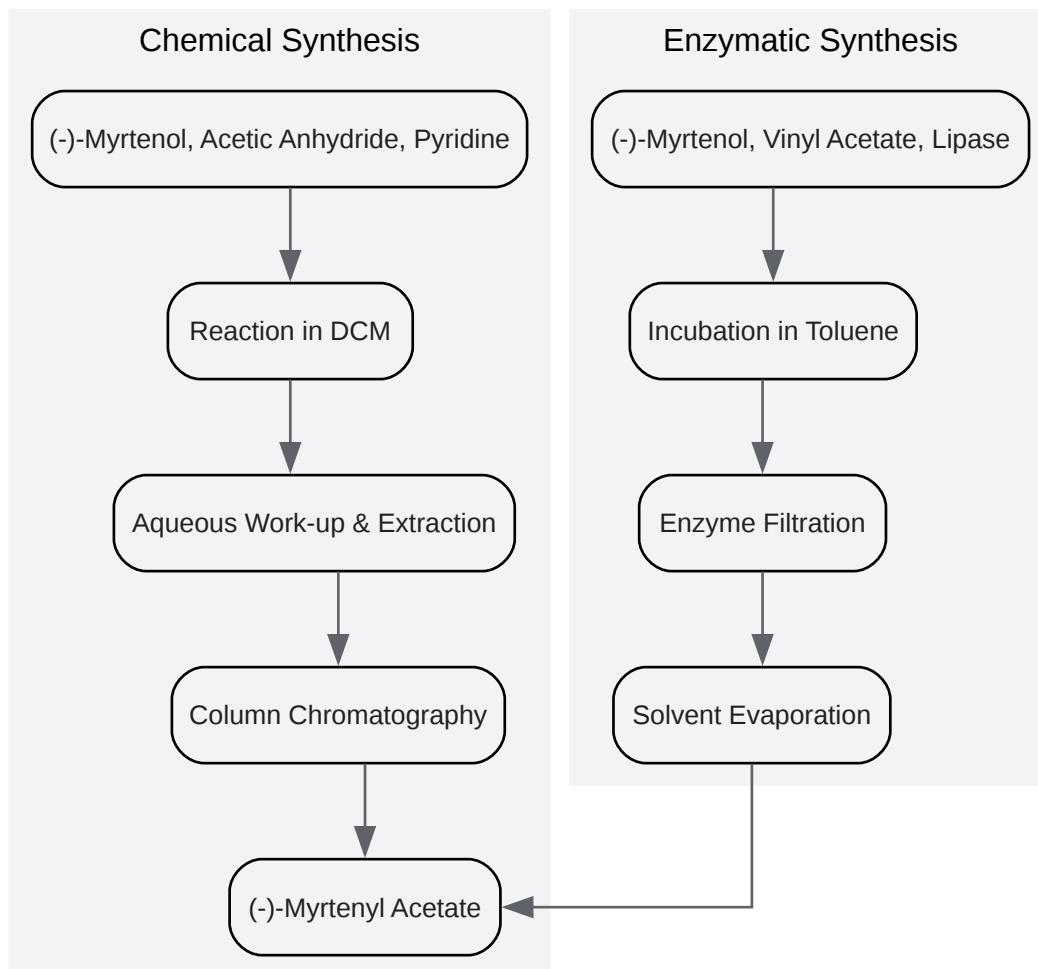 Chemical Synthesis
(-)-Myrtenol, Acetic Anhydride, Pyridine
Reaction in DCM
Aqueous Work-up & Extraction
Column Chromatography
(-)-Myrtenyl Acetate
Enzymatic Synthesis
(-)-Myrtenol, Vinyl Acetate, Lipase
Incubation in Toluene
Enzyme Filtration
Solvent Evaporation